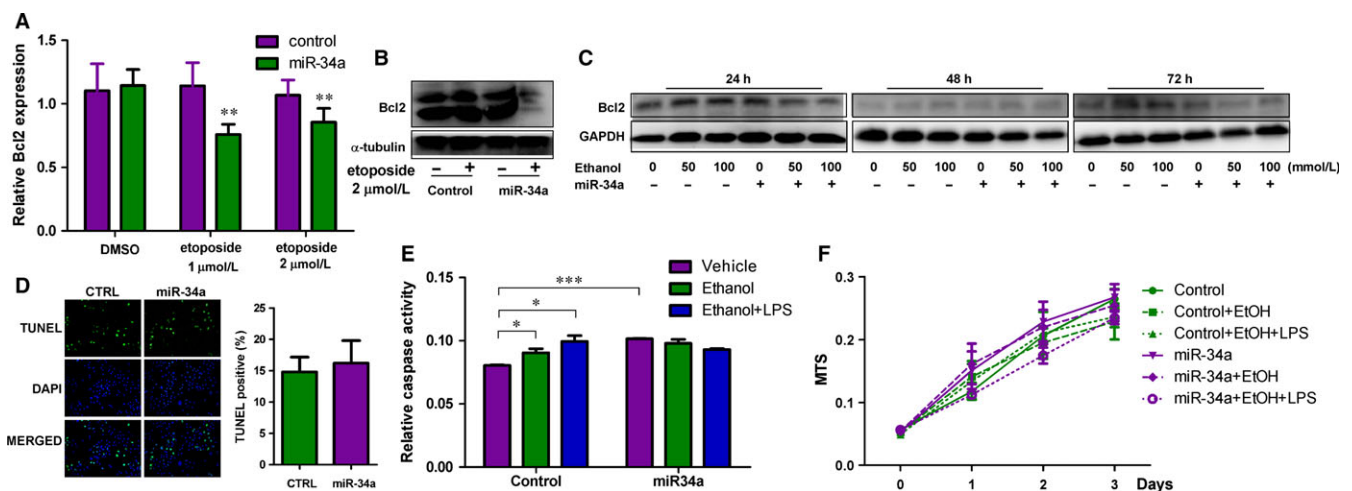 A
Relative Bcl2 expression
1.5
1.0
0.5
0.0
control
miR-34a
**
**
DMSO
etoposide
1 μmol/L
etoposide
2 μmol/L
B
Bcl2
α-tubulin
etoposide
2 μmol/L
− + − +
Control miR-34a
C
24 h 48 h 72 h
Bcl2
GAPDH
Ethanol 0 50 100 0 50 100 0 50 100 0 50 100 0 50 100 0 50 100 (mmol/L)
miR-34a − − − + + + − − − + + + − − − + + +
D
CTRL miR-34a
TUNEL
DAPI
MERGED
TUNEL positive (%)
25
20
15
10
5
0
CTRL miR-34a
E
Relative caspase activity
0.15
0.10
0.05
0.00
Vehicle
Ethanol
Ethanol+LPS
***
*
*
Control miR34a
F
MTS
0.3
0.2
0.1
0.0
0 1 2 3 Days
Control
Control+EtOH
Control+EtOH+LPS
miR-34a
miR-34a+EtOH
miR-34a+EtOH+LPS